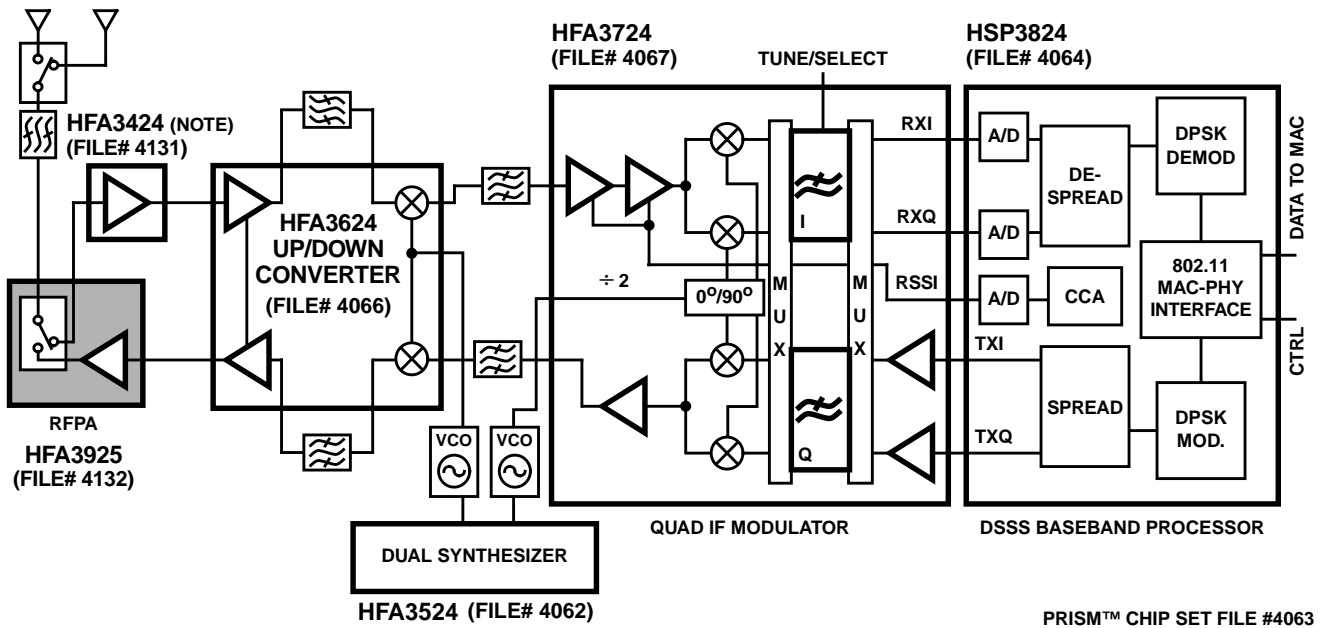 HFA3424 (NOTE)
(FILE# 4131)
HFA3624
UP/DOWN
CONVERTER
(FILE# 4066)
RFPA
HFA3925
(FILE# 4132)
VCO
VCO
DUAL SYNTHESIZER
HFA3524 (FILE# 4062)
HFA3724
(FILE# 4067)
TUNE/SELECT
÷ 2
0°/90°
M
U
X
I
Q
M
U
X
RXI
RXQ
RSSI
TXI
TXQ
QUAD IF MODULATOR
HSP3824
(FILE# 4064)
A/D
A/D
A/D
DE-
SPREAD
CCA
SPREAD
DPSK
DEMOD
802.11
MAC-PHY
INTERFACE
DPSK
MOD.
DATA TO MAC
CTRL
DSSS BASEBAND PROCESSOR
PRISM™ CHIP SET FILE #4063